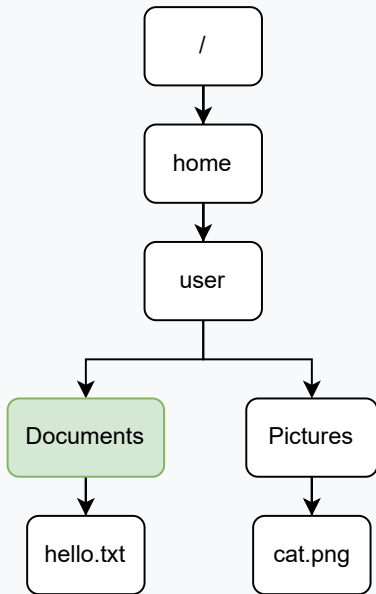 /
home
user
Documents
Pictures
hello.txt
cat.png